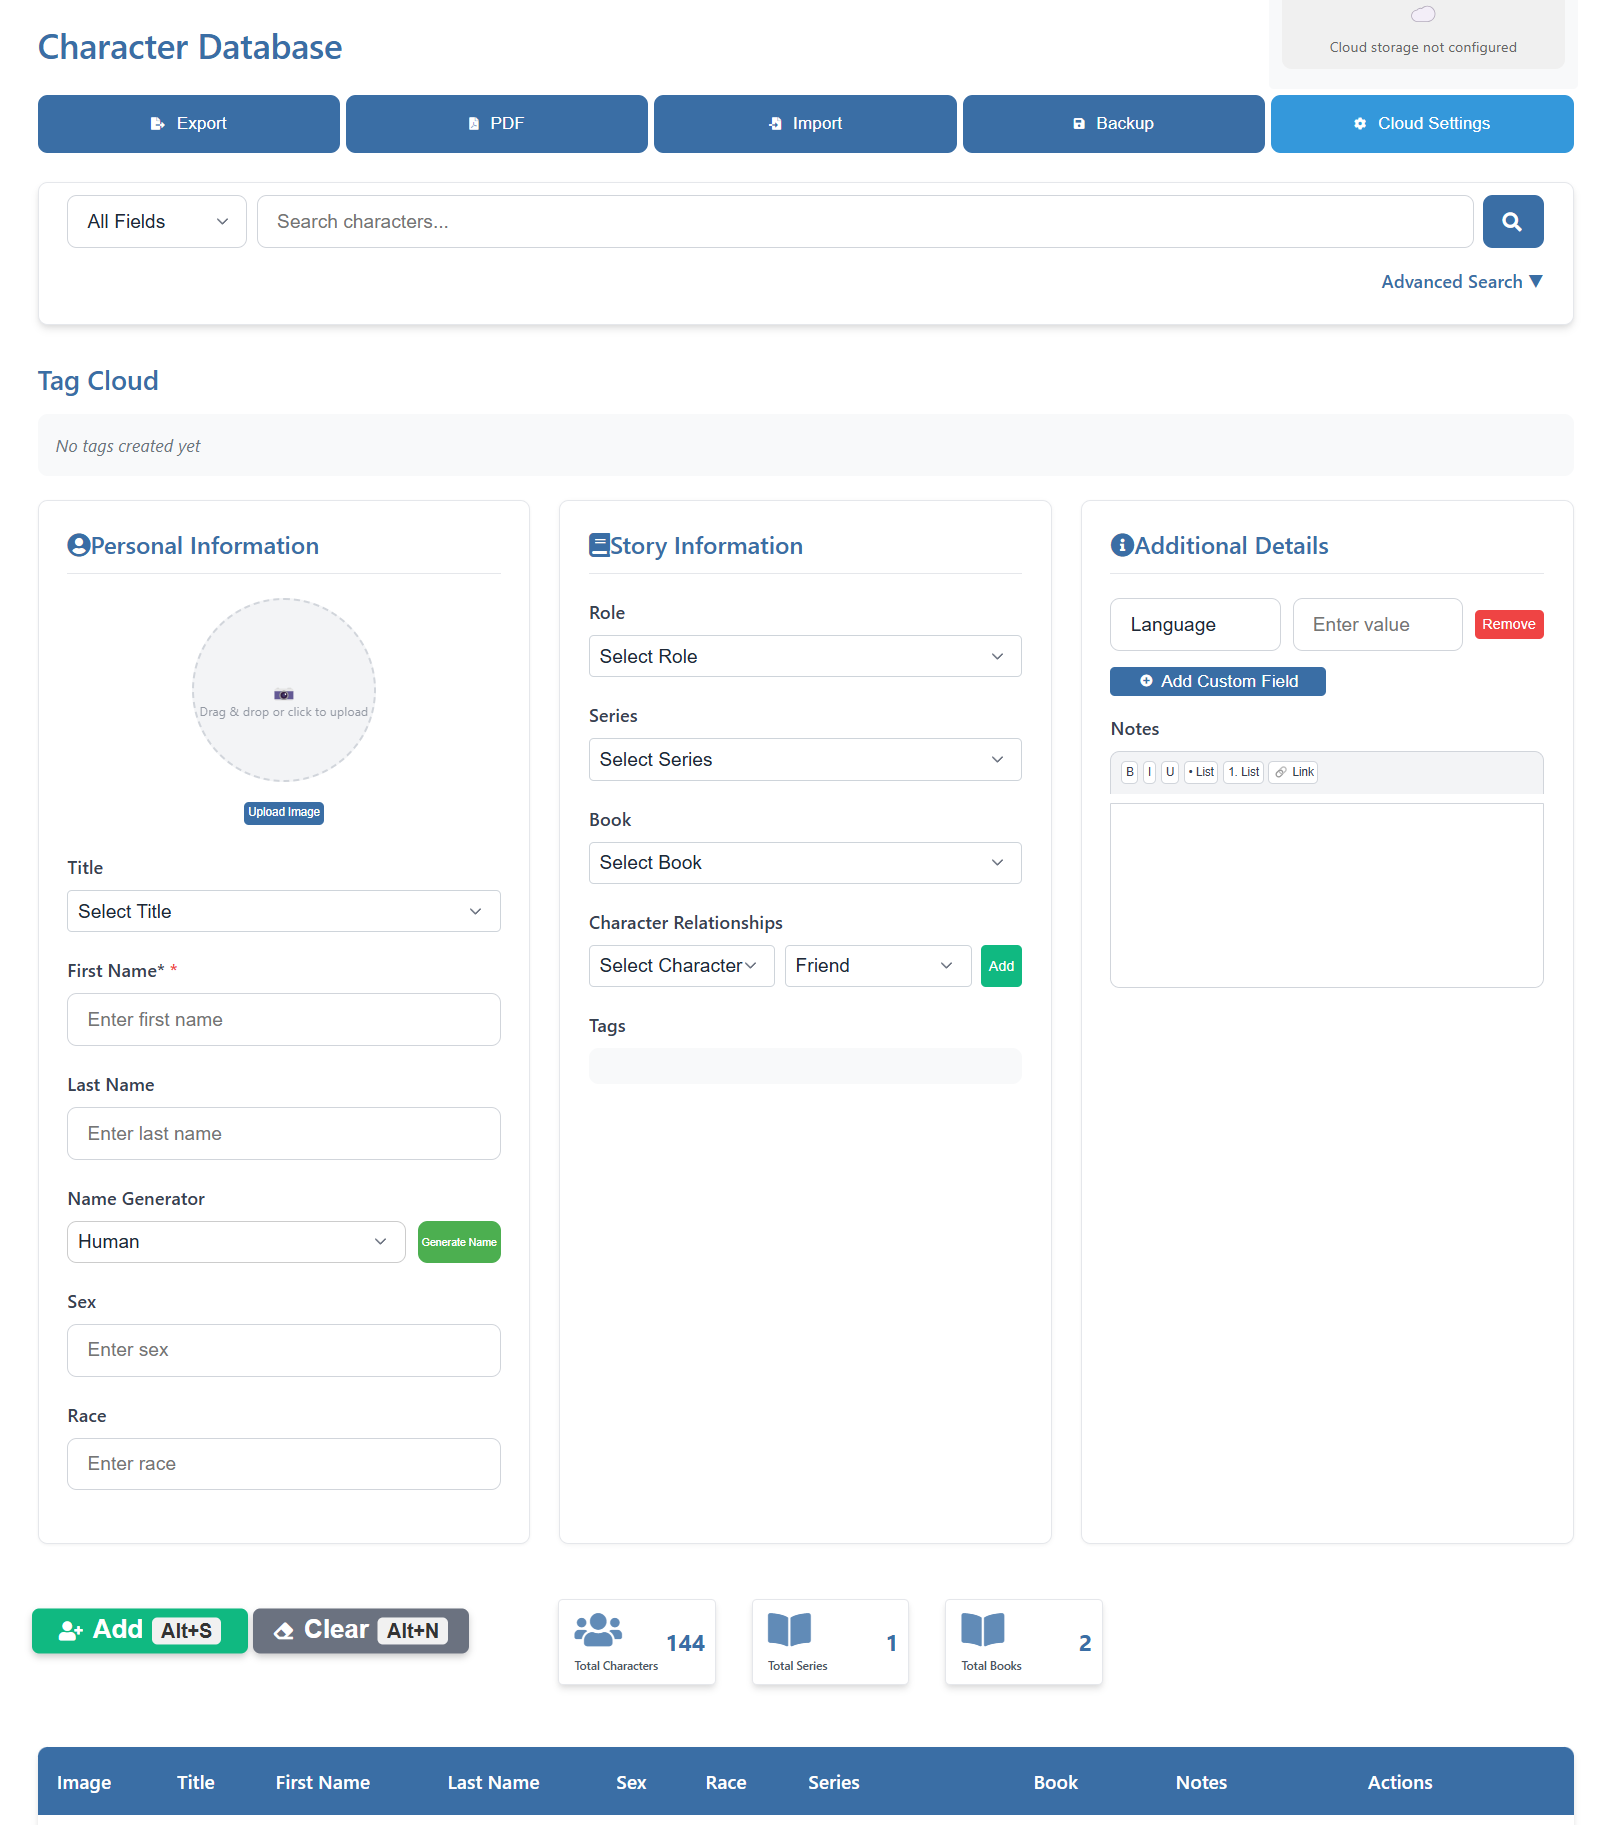 Character Database
Cloud storage not configured
Export
PDF
Import
Backup
Cloud Settings
All Fields
Search characters...
Advanced Search ▼
Tag Cloud
No tags created yet
Personal Information
Drag & drop or click to upload
Upload Image
Title
Select Title
First Name* *
Enter first name
Last Name
Enter last name
Name Generator
Human
Generate Name
Sex
Enter sex
Race
Enter race
Story Information
Role
Select Role
Series
Select Series
Book
Select Book
Character Relationships
Select Character
Friend
Add
Tags
Additional Details
Language
Enter value
Remove
Add Custom Field
Notes
B I U • List 1. List Link
Add Alt+S
Clear Alt+N
144
Total Characters
1
Total Series
2
Total Books
Image Title First Name Last Name Sex Race Series Book Notes Actions